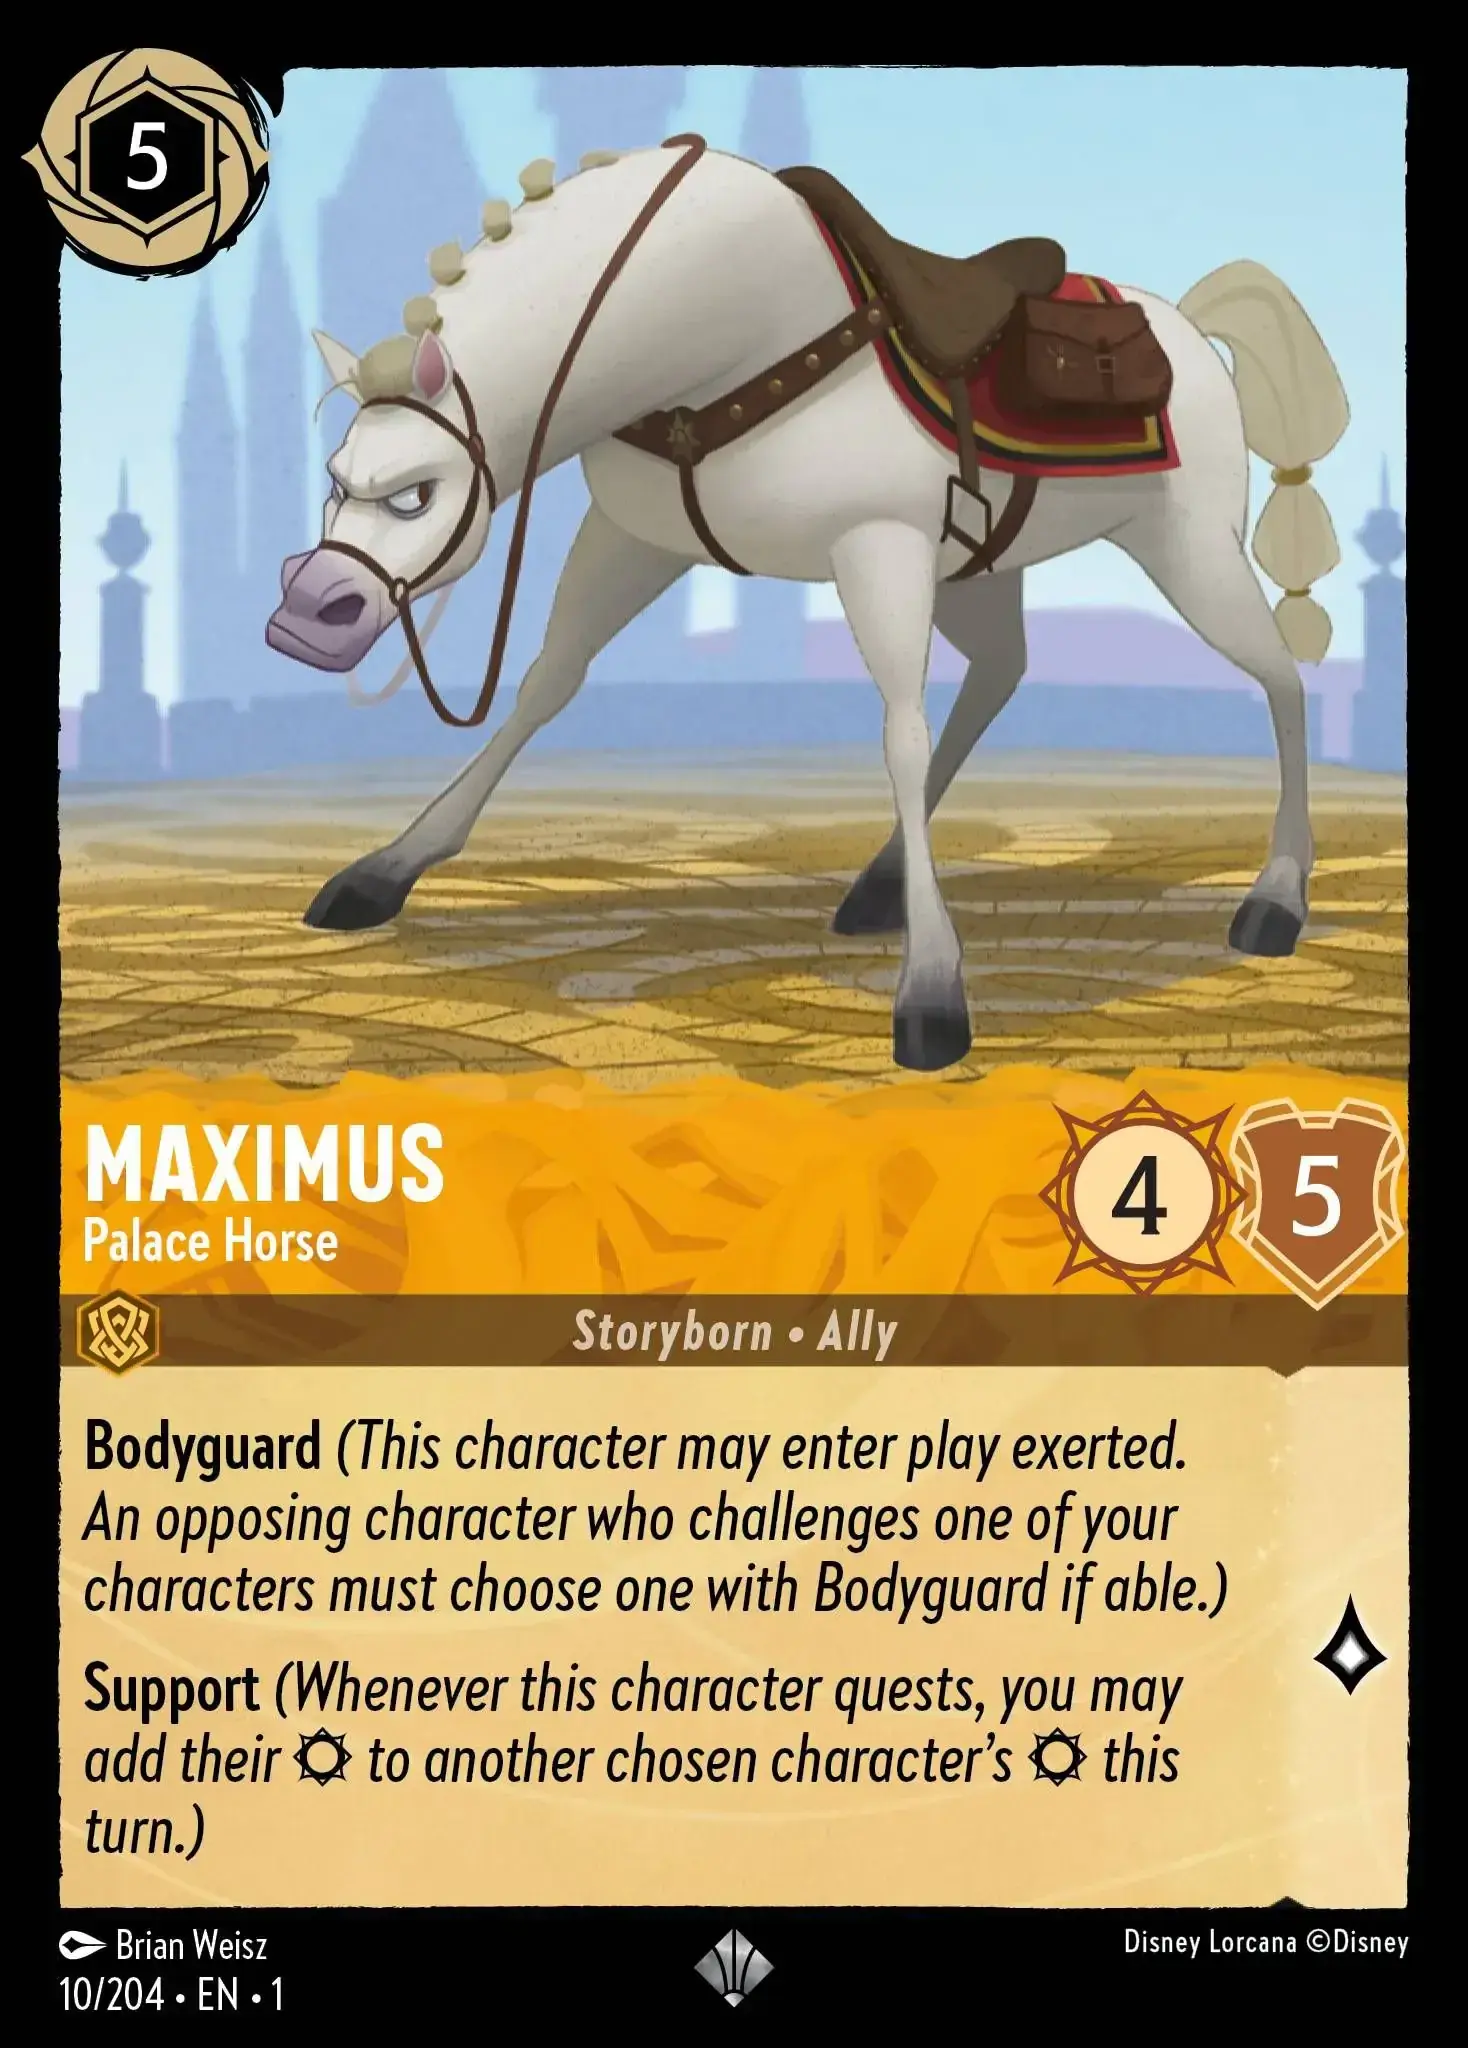 5
MAXIMUS
Palace Horse
4
5
Storyborn • Ally
Bodyguard (This character may enter play exerted.
An opposing character who challenges one of your
characters must choose one with Bodyguard if able.)
Support (Whenever this character quests, you may
add their to another chosen character’s this
turn.)
Brian Weisz
10/204 • EN • 1
Disney Lorcana ©Disney